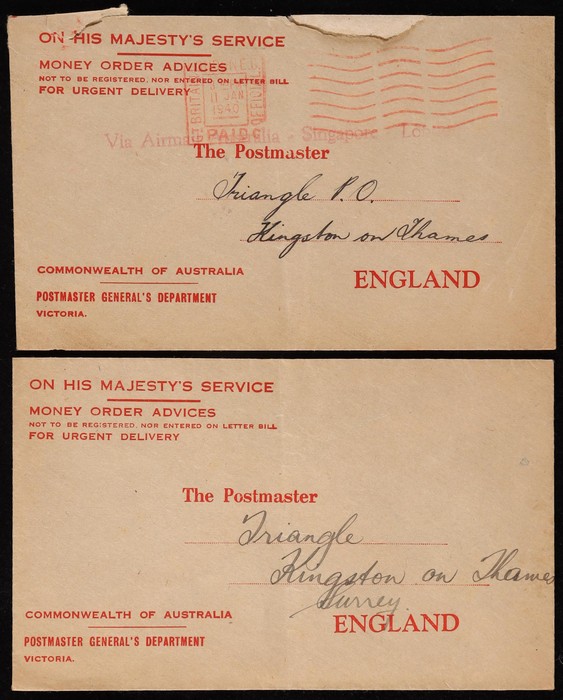 ON HIS MAJESTY'S SERVICE
MONEY ORDER ADVICES
NOT TO BE REGISTERED, NOR ENTERED ON LETTER BILL
FOR URGENT DELIVERY
11 JAN
1940
PAID
Via Airmail Australia - Singapore -
The Postmaster
Triangle P.O.
Kingston on Thames
COMMONWEALTH OF AUSTRALIA
ENGLAND
POSTMASTER GENERAL'S DEPARTMENT
VICTORIA.
ON HIS MAJESTY'S SERVICE
MONEY ORDER ADVICES
NOT TO BE REGISTERED, NOR ENTERED ON LETTER BILL
FOR URGENT DELIVERY
The Postmaster
Triangle
Kingston on Thames
Surrey
COMMONWEALTH OF AUSTRALIA
ENGLAND
POSTMASTER GENERAL'S DEPARTMENT
VICTORIA.